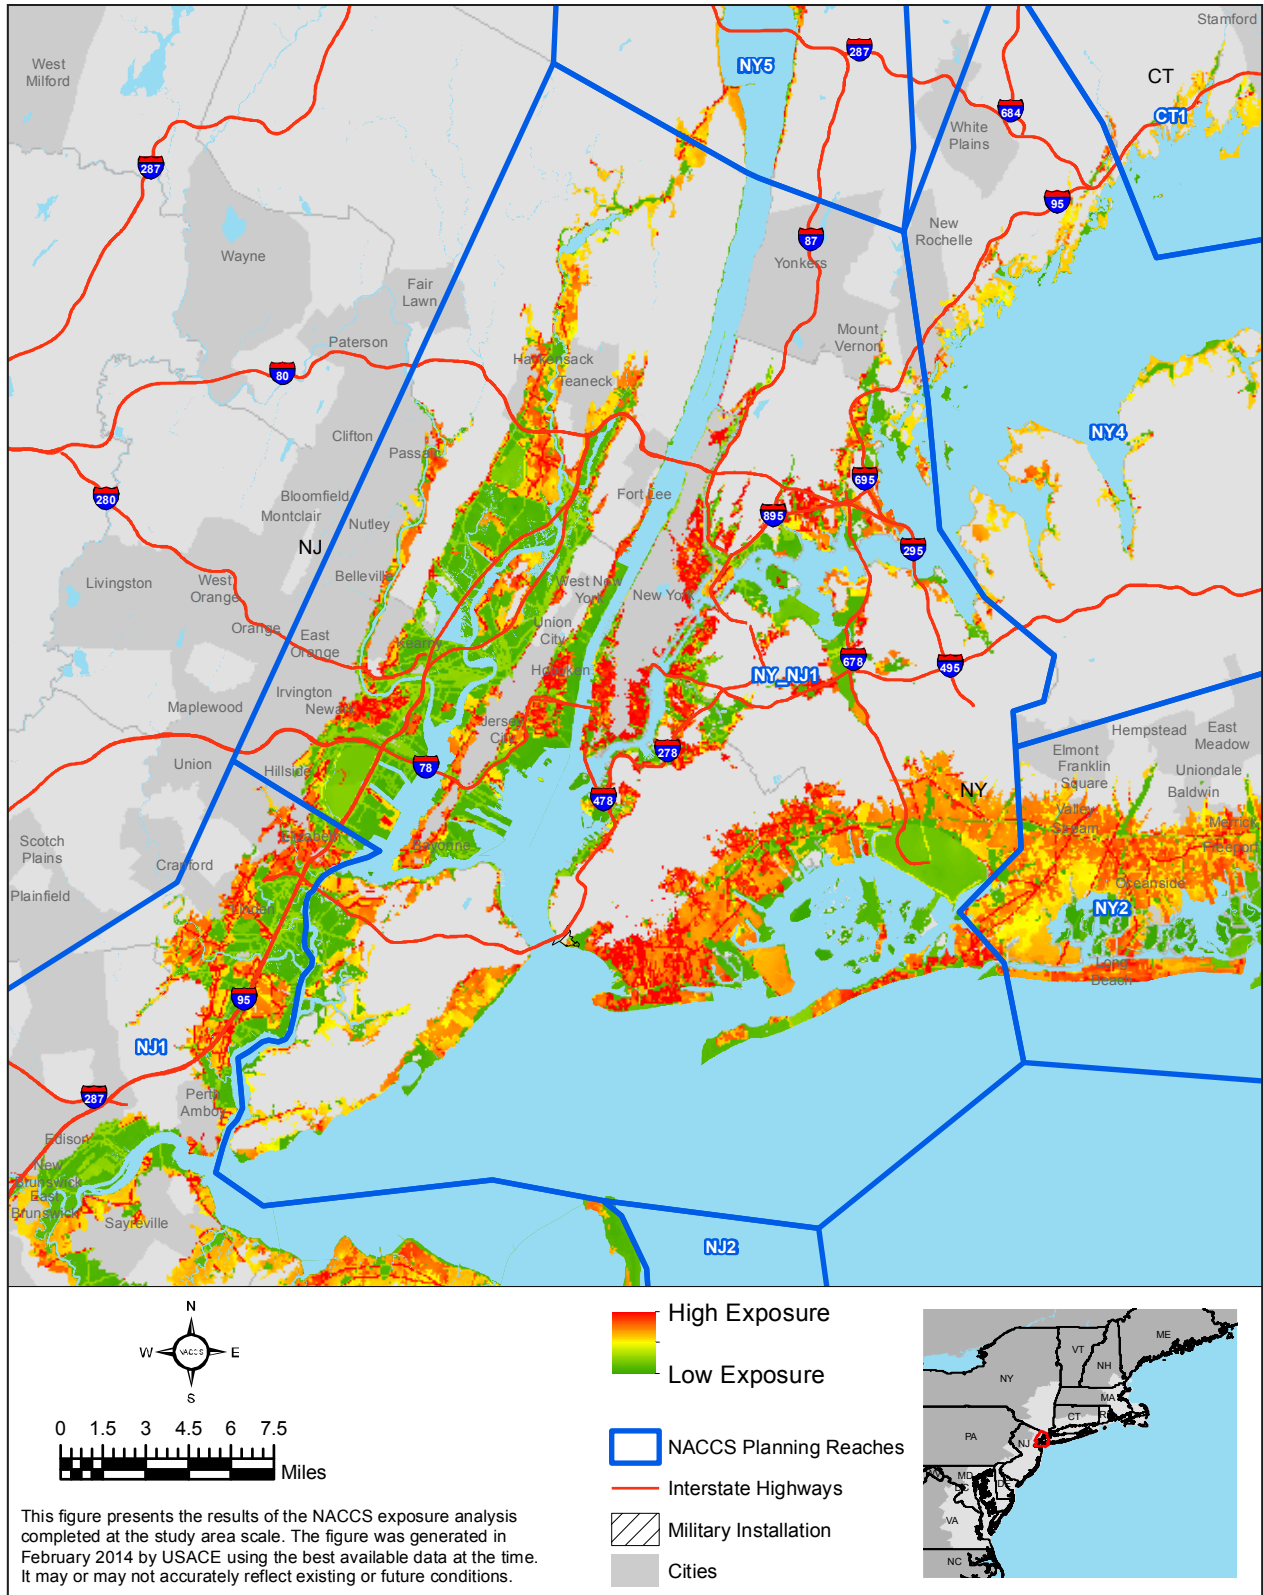 Stamford
West
Milford
NY5
287
CT
CT1
684
White
Plains
287
95
New
Rochelle
87
Yonkers
Wayne
Fair
Lawn
Paterson
Mount
Vernon
80
Hackensack
Teaneck
NY4
Clifton
Passaic
695
280
Bloomfield
Fort Lee
Montclair
895
Nutley
NJ
295
Belleville
Livingston
West
Orange
West New
York
New York
Orange
East
Orange
Union
City
Kearny
678
495
Hoboken
NY_NJ1
Irvington
Newark
Maplewood
Jersey
City
Hempstead
East
Meadow
278
Elmont
Franklin
Square
Union
Hillside
78
Uniondale
NY
Baldwin
478
Valley
Stream
Merrick
Freeport
Scotch
Plains
Elizabeth
Bayonne
Cranford
Oceanside
Plainfield
Linden
NY2
Long
Beach
95
NJ1
287
Perth
Amboy
Edison
New
Brunswick
East
Brunswick
Sayreville
NJ2
N
W
NACCS
E
S
0 1.5 3 4.5 6 7.5
Miles
This figure presents the results of the NACCS exposure analysis
completed at the study area scale. The figure was generated in
February 2014 by USACE using the best available data at the time.
It may or may not accurately reflect existing or future conditions.
High Exposure
Low Exposure
NACCS Planning Reaches
Interstate Highways
Military Installation
Cities
ME
VT
NH
NY
MA
CT
PA
NJ
MD
VA
NC